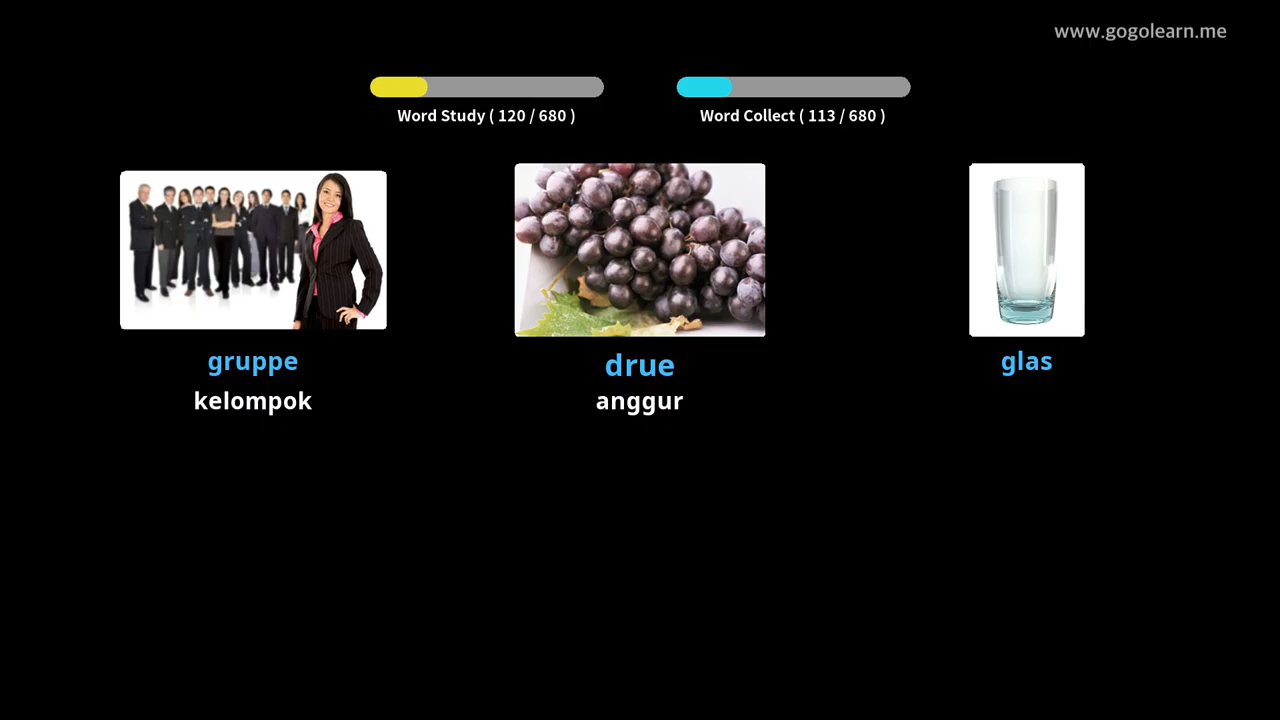 www.gogolearn.me
Word Study ( 120 / 680 )
Word Collect ( 113 / 680 )
gruppe
kelompok
drue
anggur
glas